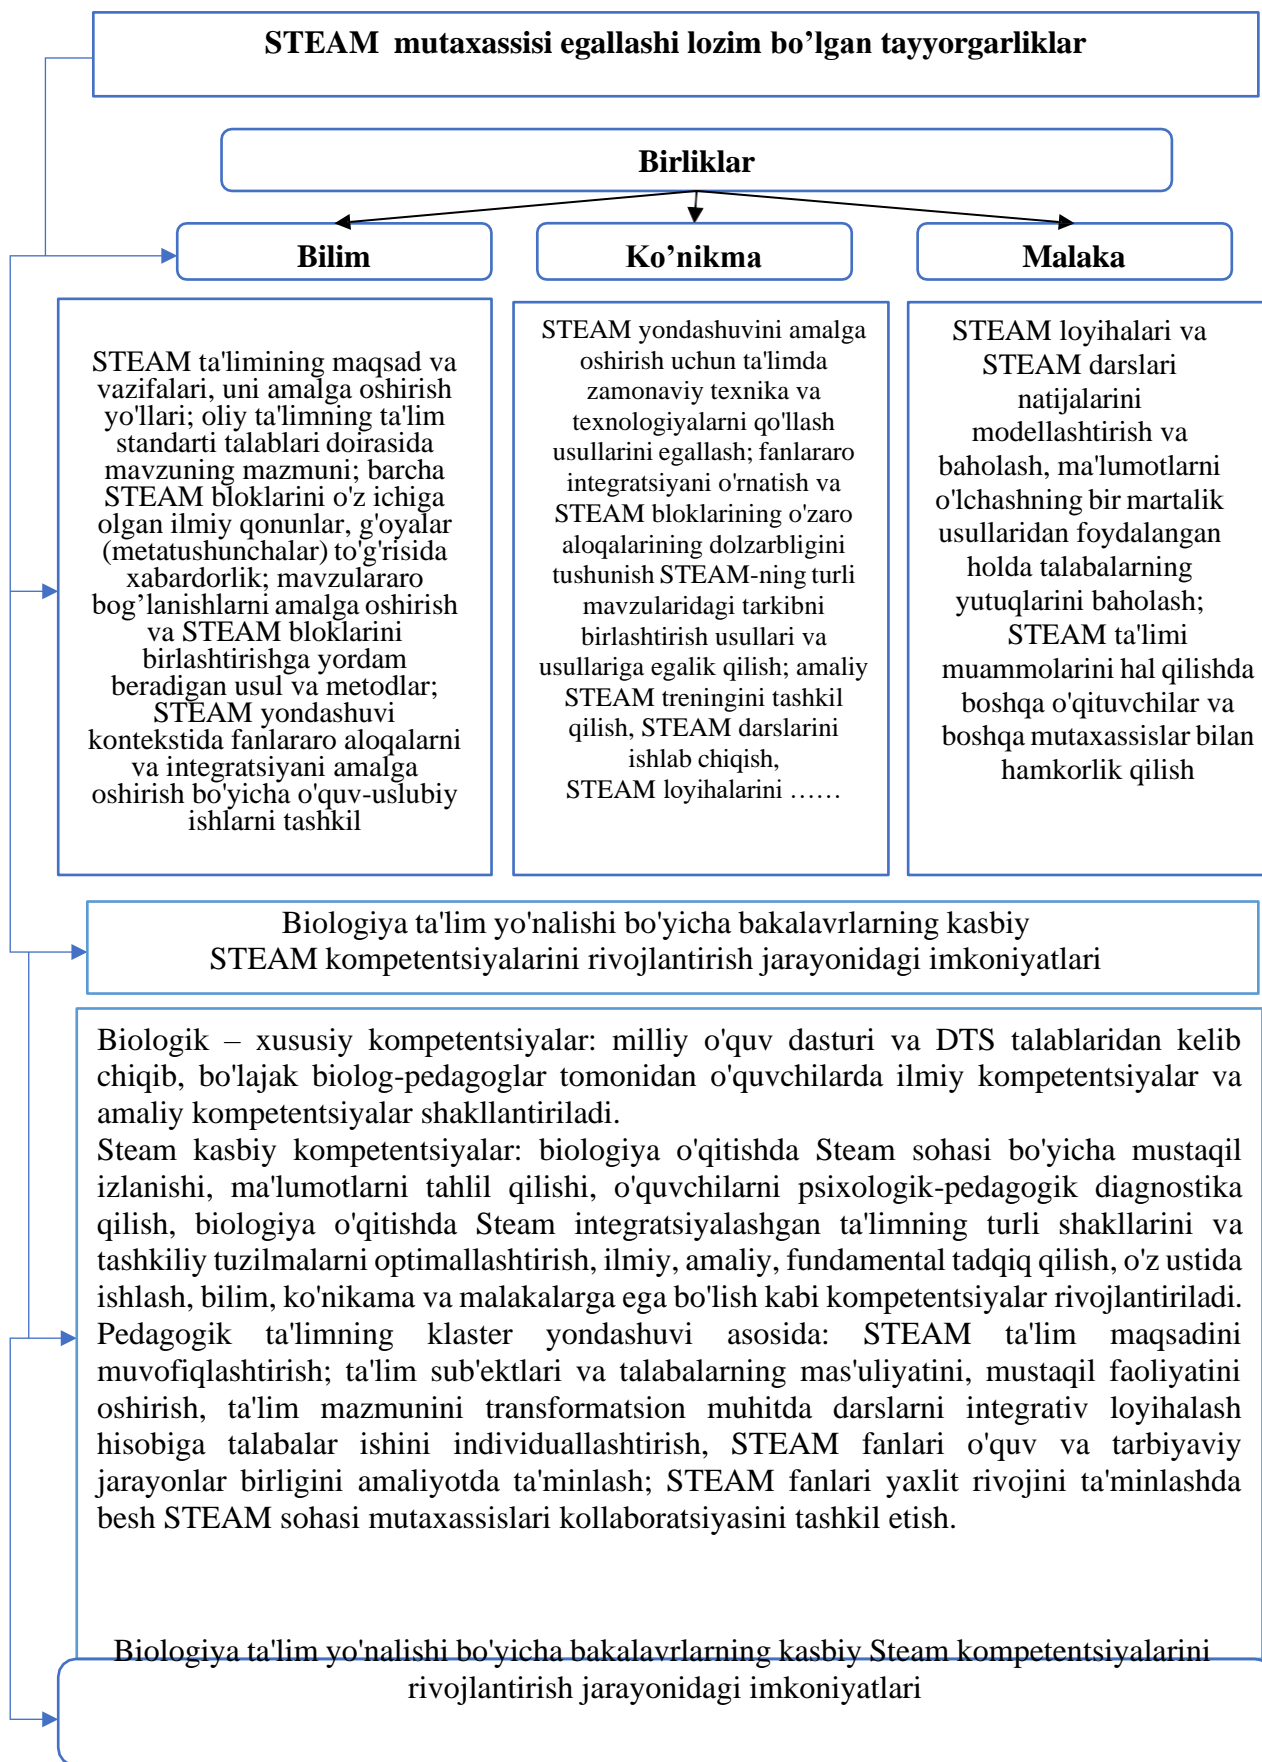 STEAM mutaxassisi egallashi lozim bo’lgan tayyorgarliklar
Birliklar
Bilim
Ko’nikma
Malaka
STEAM ta'limining maqsad va
vazifalari, uni amalga oshirish
yo'llari; oliy ta'limning ta'lim
standarti talablari doirasida
mavzuning mazmuni; barcha
STEAM bloklarini o'z ichiga
olgan ilmiy qonunlar, g'oyalar
(metatushunchalar) to'g'risida
xabardorlik; mavzulararo
bog’lanishlarni amalga oshirish
va STEAM bloklarini
birlashtirishga yordam
beradigan usul va metodlar;
STEAM yondashuvi
kontekstida fanlararo aloqalarni
va integratsiyani amalga
oshirish bo'yicha o'quv-uslubiy
ishlarni tashkil
STEAM yondashuvini amalga
oshirish uchun ta'limda
zamonaviy texnika va
texnologiyalarni qo'llash
usullarini egallash; fanlararo
integratsiyani o'rnatish va
STEAM bloklarining o'zaro
aloqalarining dolzarbligini
tushunish STEAM-ning turli
mavzularidagi tarkibni
birlashtirish usullari va
usullariga egalik qilish; amaliy
STEAM treningini tashkil
qilish, STEAM darslarini
ishlab chiqish,
STEAM loyihalarini ……
STEAM loyihalari va
STEAM darslari
natijalarini
modellashtirish va
baholash, ma'lumotlarni
o'lchashning bir martalik
usullaridan foydalangan
holda talabalarning
yutuqlarini baholash;
STEAM ta'limi
muammolarini hal qilishda
boshqa o'qituvchilar va
boshqa mutaxassislar bilan
hamkorlik qilish
Biologiya ta'lim yo'nalishi bo'yicha bakalavrlarning kasbiy
STEAM kompetentsiyalarini rivojlantirish jarayonidagi imkoniyatlari
Biologik – xususiy kompetentsiyalar: milliy o'quv dasturi va DTS talablaridan kelib
chiqib, bo'lajak biolog-pedagoglar tomonidan o'quvchilarda ilmiy kompetentsiyalar va
amaliy kompetentsiyalar shakllantiriladi.
Steam kasbiy kompetentsiyalar: biologiya o'qitishda Steam sohasi bo'yicha mustaqil
izlanishi, ma'lumotlarni tahlil qilishi, o'quvchilarni psixologik-pedagogik diagnostika
qilish, biologiya o'qitishda Steam integratsiyalashgan ta'limning turli shakllarini va
tashkiliy tuzilmalarni optimallashtirish, ilmiy, amaliy, fundamental tadqiq qilish, o'z ustida
ishlash, bilim, ko'nikama va malakalarga ega bo'lish kabi kompetentsiyalar rivojlantiriladi.
Pedagogik ta'limning klaster yondashuvi asosida: STEAM ta'lim maqsadini
muvofiqlashtirish; ta'lim sub'ektlari va talabalarning mas'uliyatini, mustaqil faoliyatini
oshirish, ta'lim mazmunini transformatsion muhitda darslarni integrativ loyihalash
hisobiga talabalar ishini individuallashtirish, STEAM fanlari o'quv va tarbiyaviy
jarayonlar birligini amaliyotda ta'minlash; STEAM fanlari yaxlit rivojini ta'minlashda
besh STEAM sohasi mutaxassislari kollaboratsiyasini tashkil etish.
Biologiya ta'lim yo'nalishi bo'yicha bakalavrlarning kasbiy Steam kompetentsiyalarini
rivojlantirish jarayonidagi imkoniyatlari